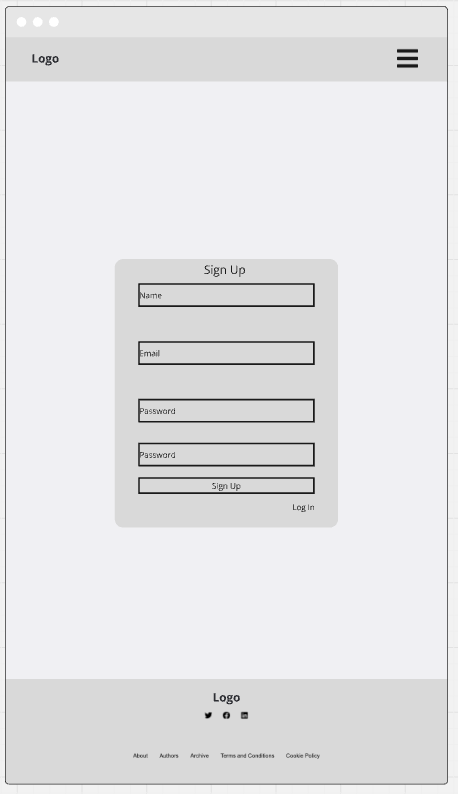 Logo
Sign Up
Name
Email
Password
Password
Sign Up
Log In
Logo
About Authors Archive Terms and Conditions Cookie Policy